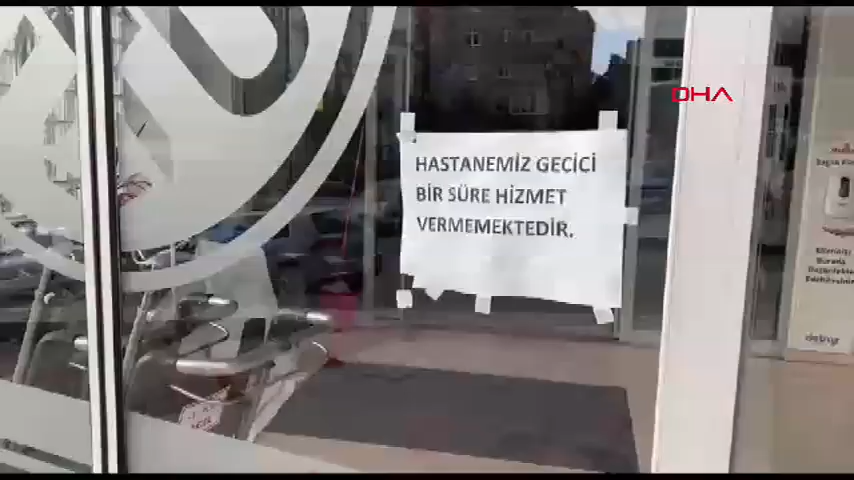 DHA
HASTANEMİZ GEÇİCİ
BİR SÜRE HİZMET
VERMEMEKTEDİR.